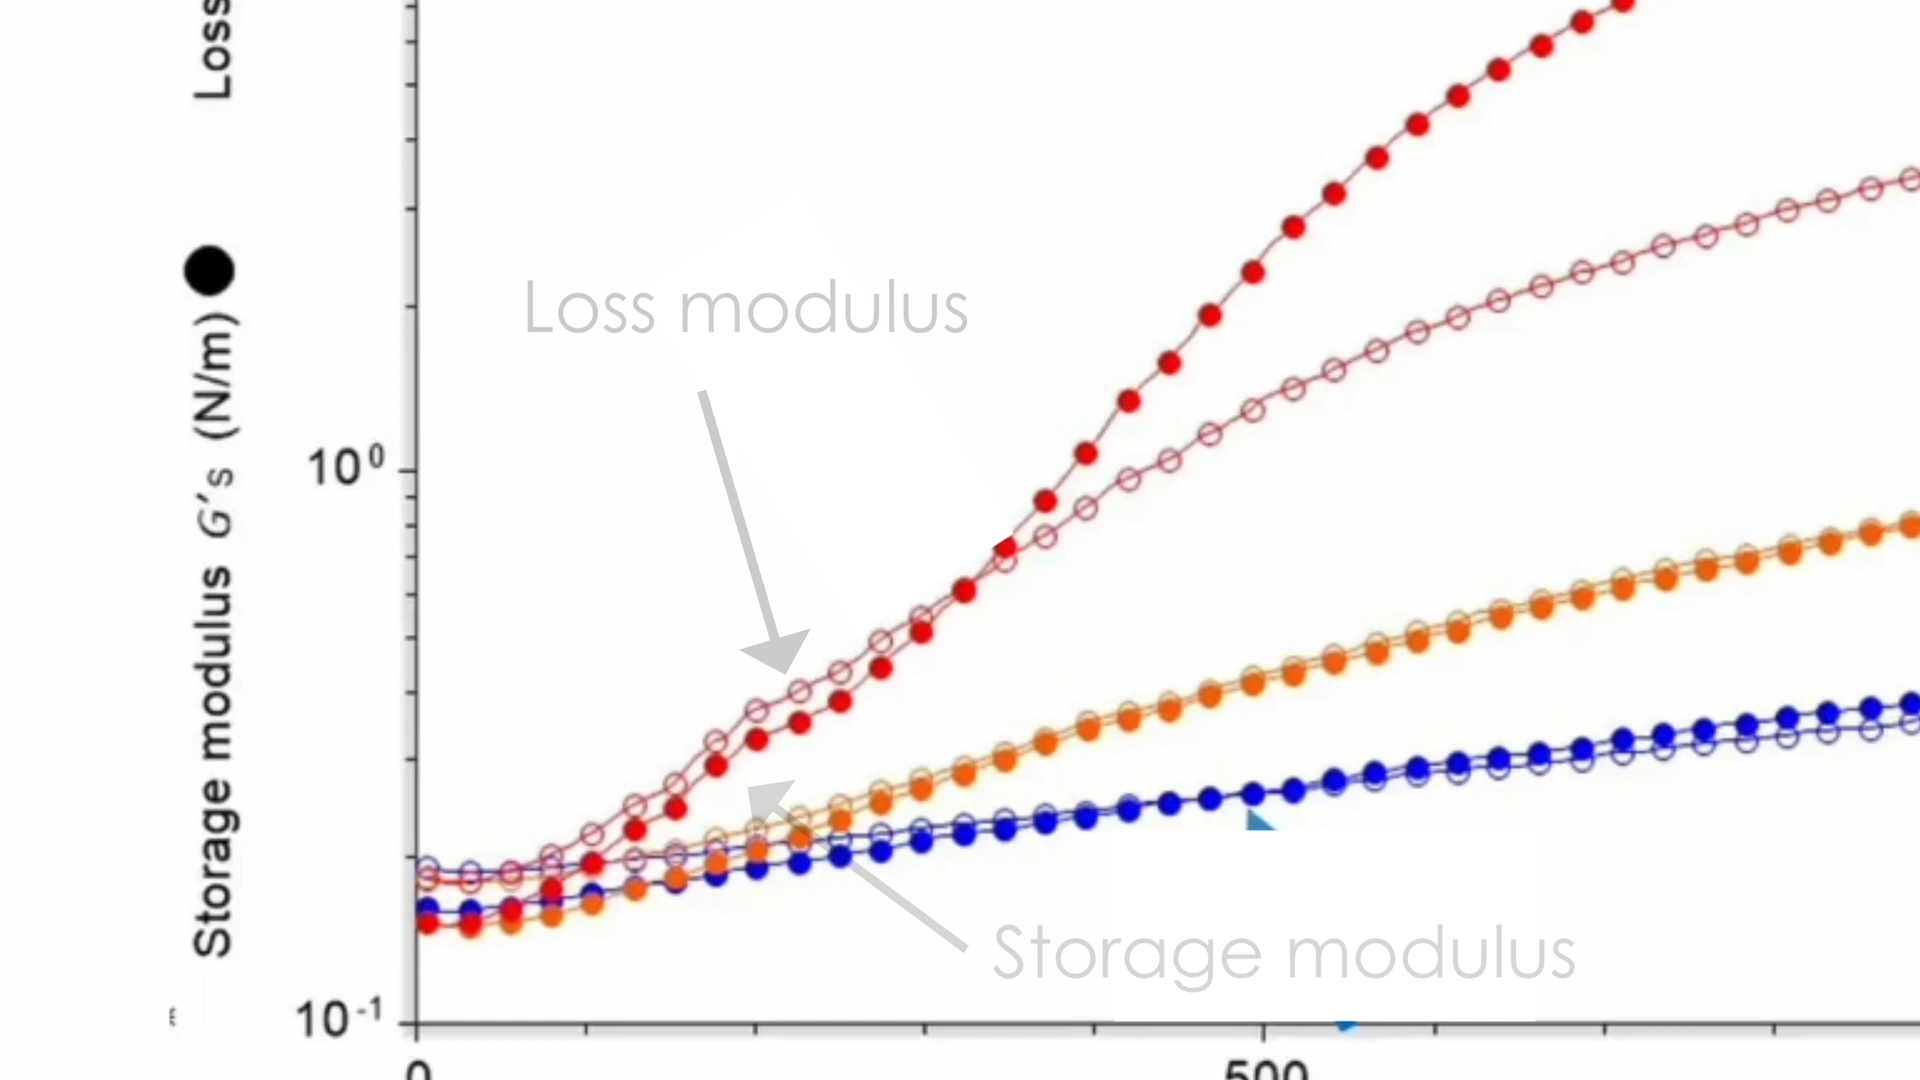 Loss
Storage modulus G's (N/m)
Loss modulus
10⁰
Storage modulus
10⁻¹
0
500